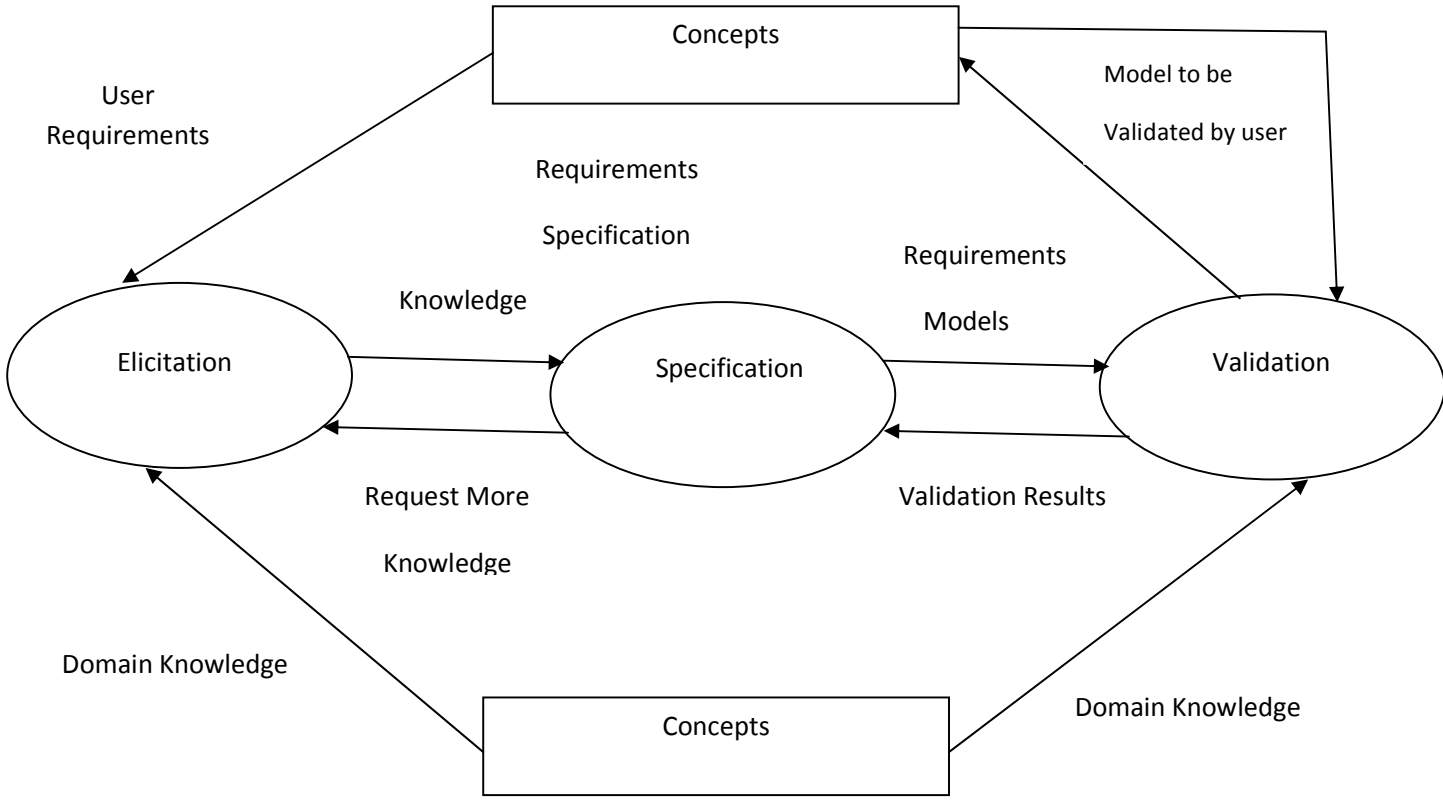 Concepts
Model to be
Validated by user
User
Requirements
Requirements
Specification
Requirements
Models
Knowledge
Elicitation
Specification
Validation
Request More
Knowledge
Validation Results
Domain Knowledge
Domain Knowledge
Concepts